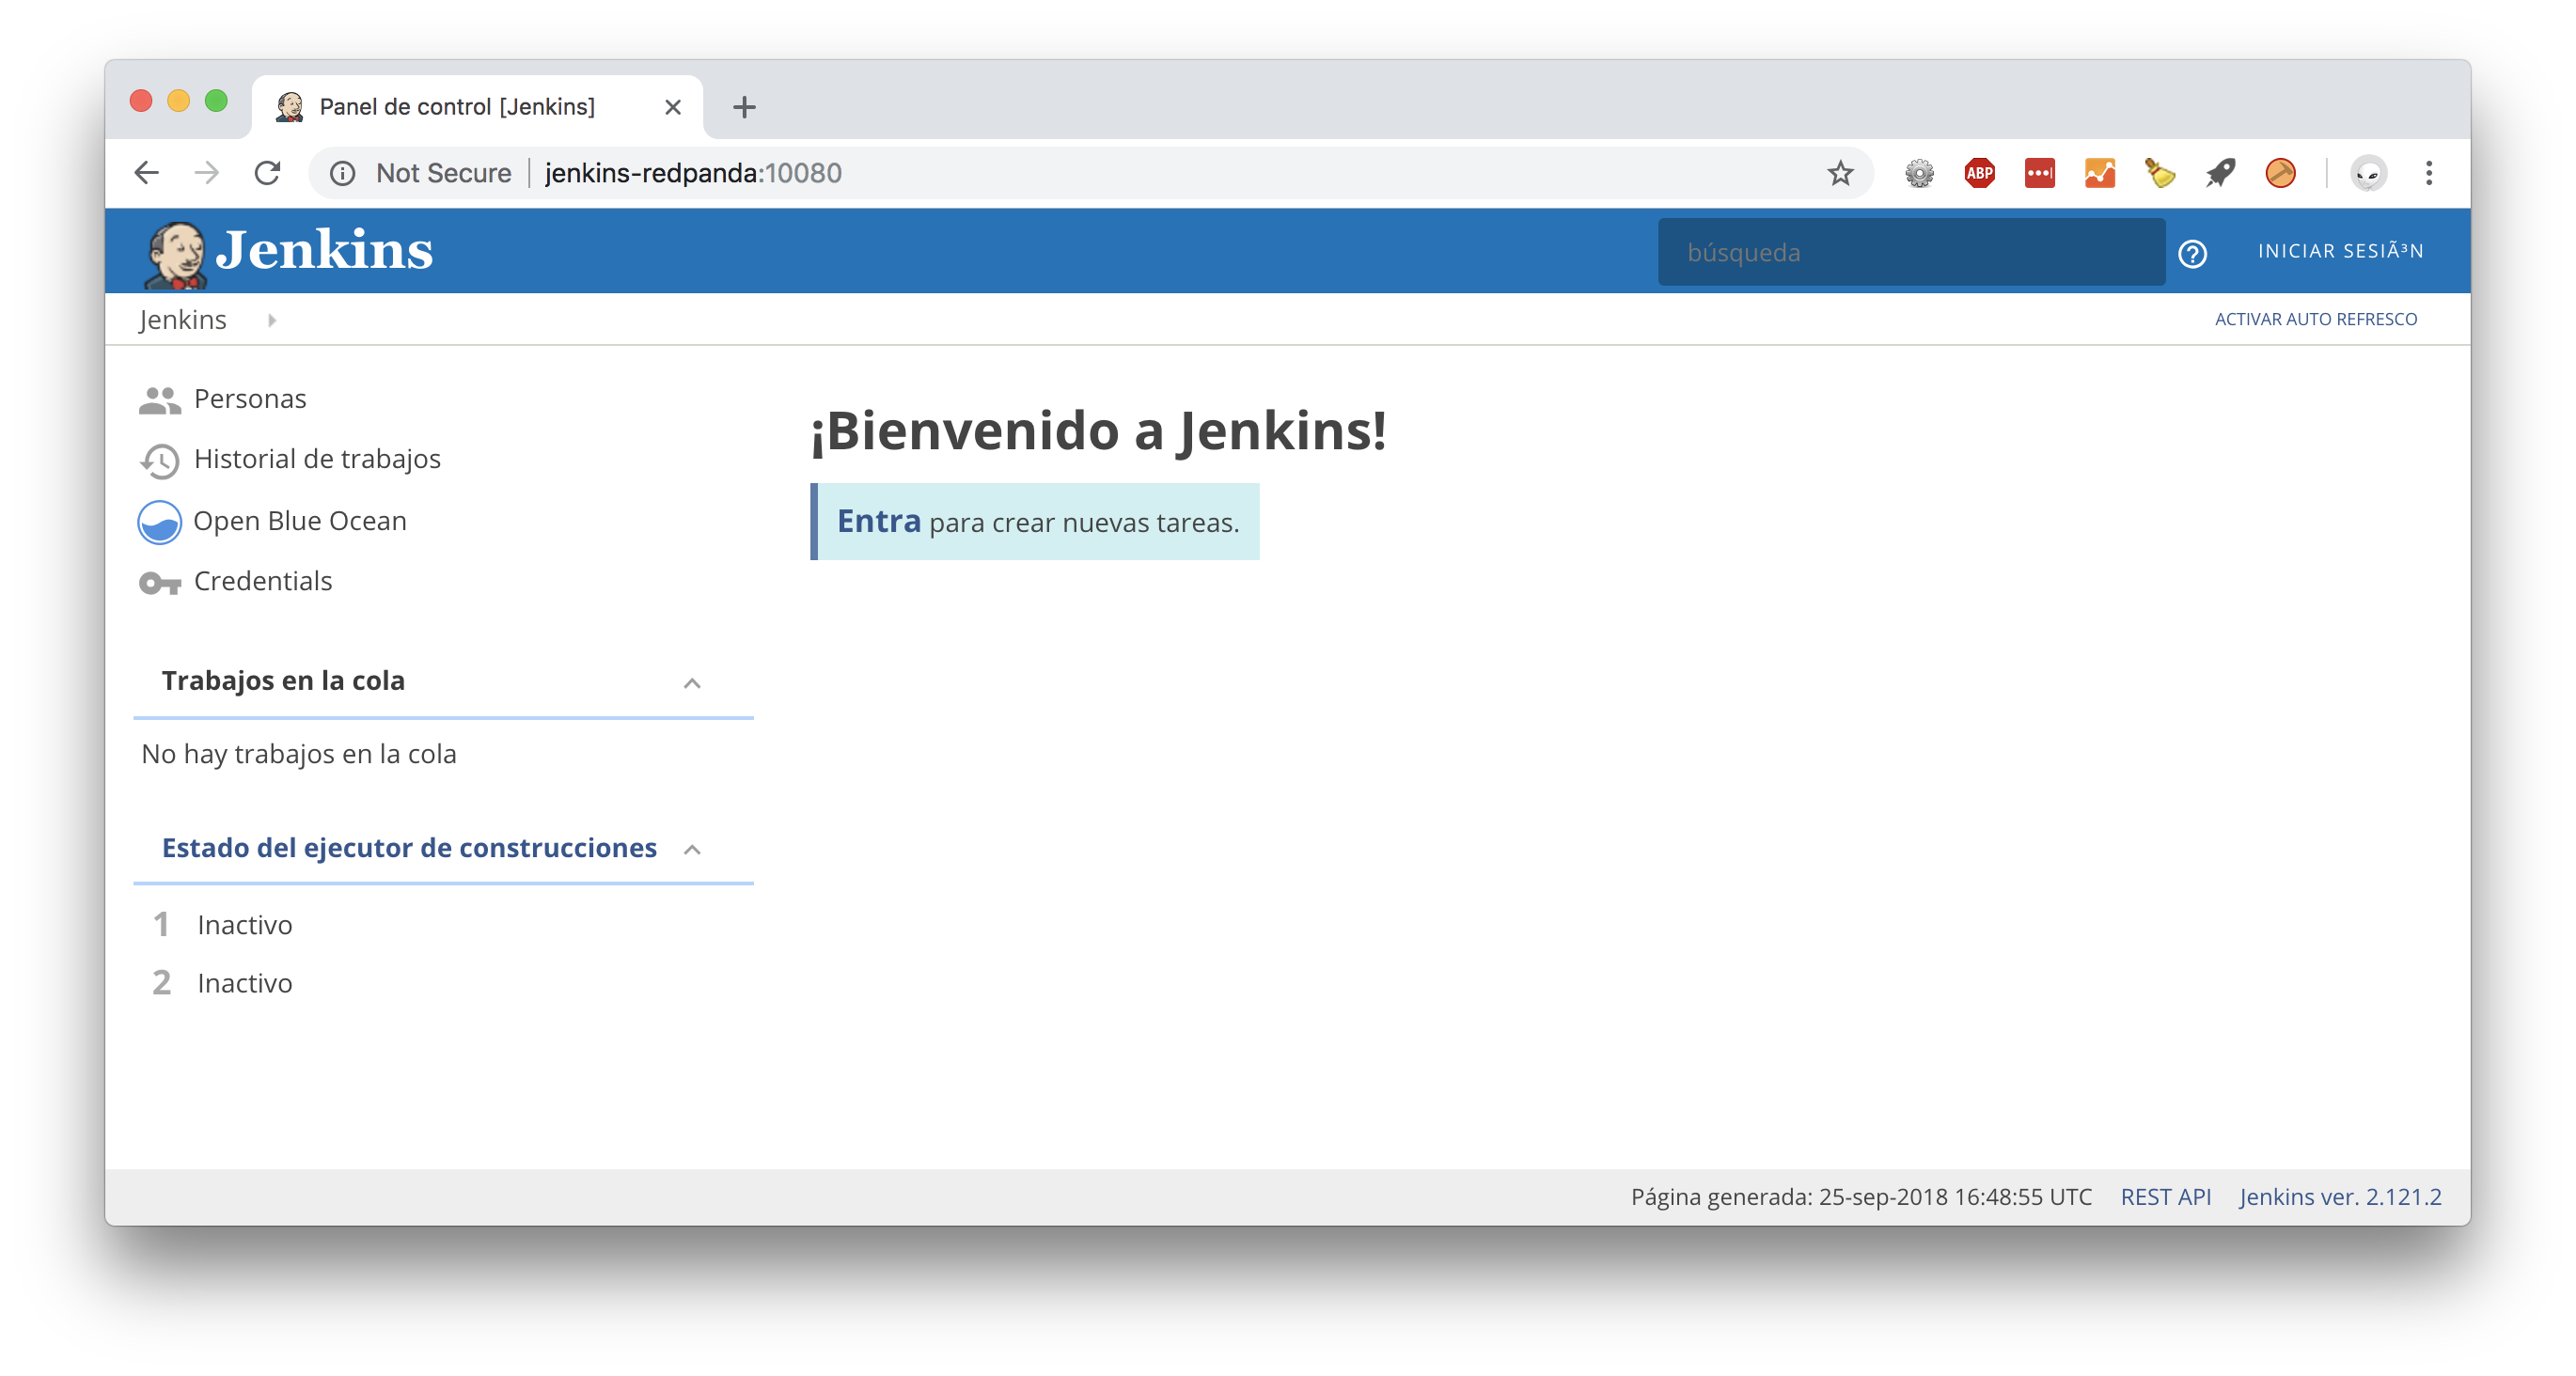 Panel de control [Jenkins]
Not Secure | jenkins-redpanda:10080
ABP
Jenkins
búsqueda
INICIAR SESIÃ³N
Jenkins
ACTIVAR AUTO REFRESCO
Personas
Historial de trabajos
Open Blue Ocean
Credentials
¡Bienvenido a Jenkins!
Entra para crear nuevas tareas.
Trabajos en la cola
No hay trabajos en la cola
Estado del ejecutor de construcciones
1 Inactivo
2 Inactivo
Página generada: 25-sep-2018 16:48:55 UTC REST API Jenkins ver. 2.121.2